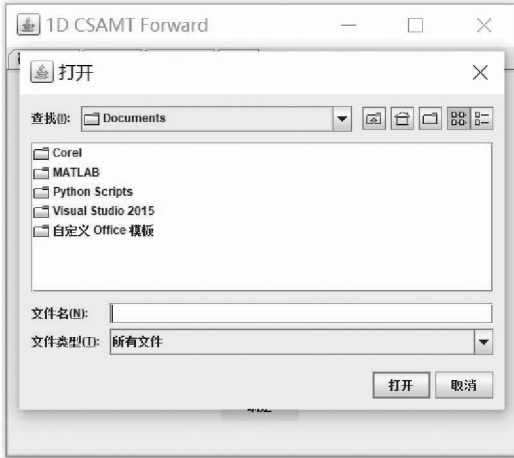 1D CSAMT Forward
打开
查找(I): Documents
Corel
MATLAB
Python Scripts
Visual Studio 2015
自定义 Office 模板
文件名(N):
文件类型(T): 所有文件
打开 取消